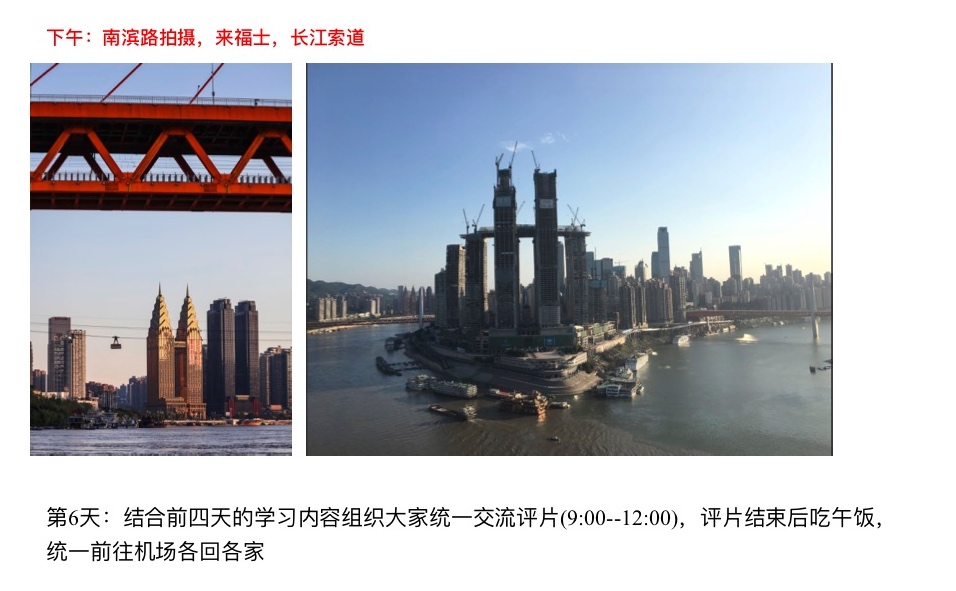 下午：南滨路拍摄，来福士，长江索道
第6天：结合前四天的学习内容组织大家统一交流评片(9:00--12:00)，评片结束后吃午饭，
统一前往机场各回各家